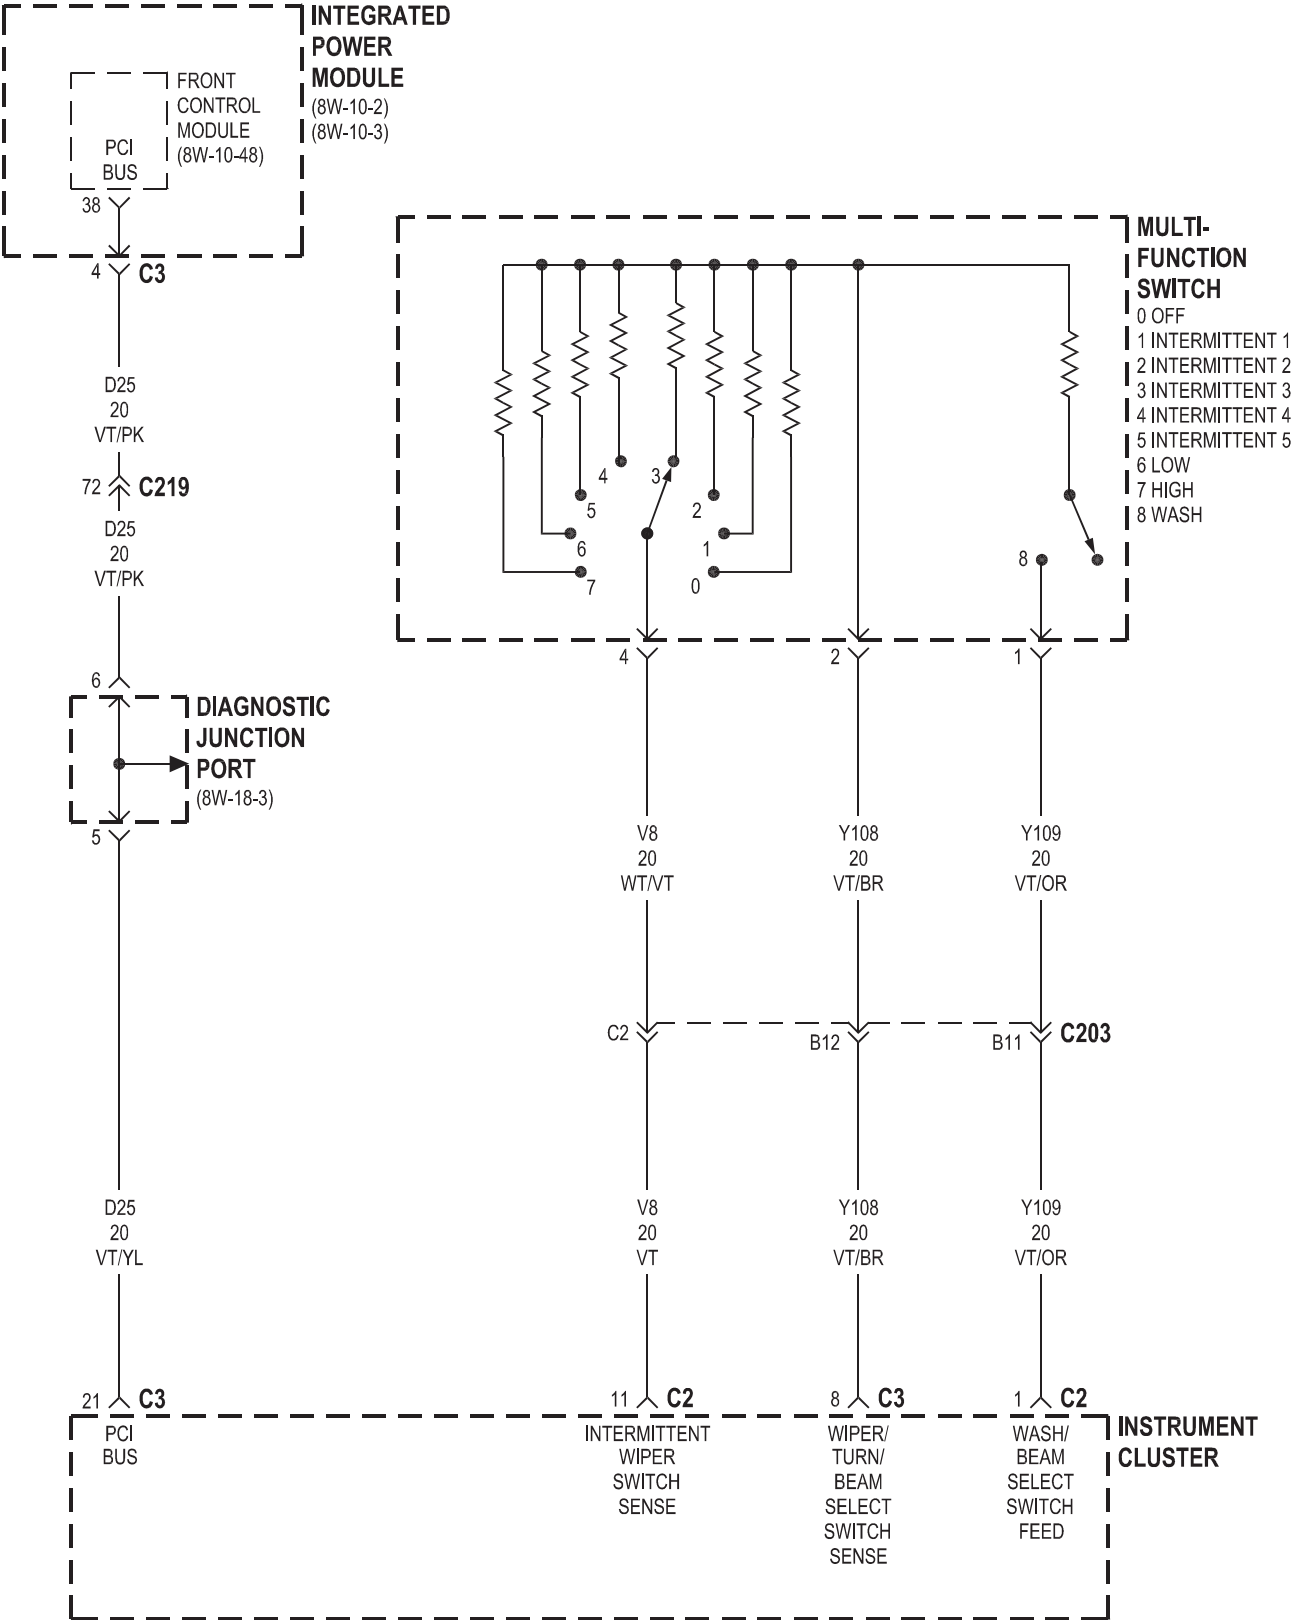 INTEGRATED
POWER
MODULE
(8W-10-2)
(8W-10-3)
FRONT
CONTROL
MODULE
(8W-10-48)
PCI
BUS
38
4
C3
D25
20
VT/PK
72
C219
D25
20
VT/PK
6
DIAGNOSTIC
JUNCTION
PORT
(8W-18-3)
5
D25
20
VT/YL
21
C3
PCI
BUS
MULTI-
FUNCTION
SWITCH
0 OFF
1 INTERMITTENT 1
2 INTERMITTENT 2
3 INTERMITTENT 3
4 INTERMITTENT 4
5 INTERMITTENT 5
6 LOW
7 HIGH
8 WASH
4
3
5
2
6
1
7
0
8
4
2
1
V8
20
WT/VT
Y108
20
VT/BR
Y109
20
VT/OR
C2
B12
B11
C203
V8
20
VT
Y108
20
VT/BR
Y109
20
VT/OR
11
C2
8
C3
1
C2
INTERMITTENT
WIPER
SWITCH
SENSE
WIPER/
TURN/
BEAM
SELECT
SWITCH
SENSE
WASH/
BEAM
SELECT
SWITCH
FEED
INSTRUMENT
CLUSTER